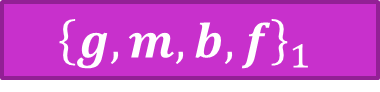 {g, m, b, f}₁